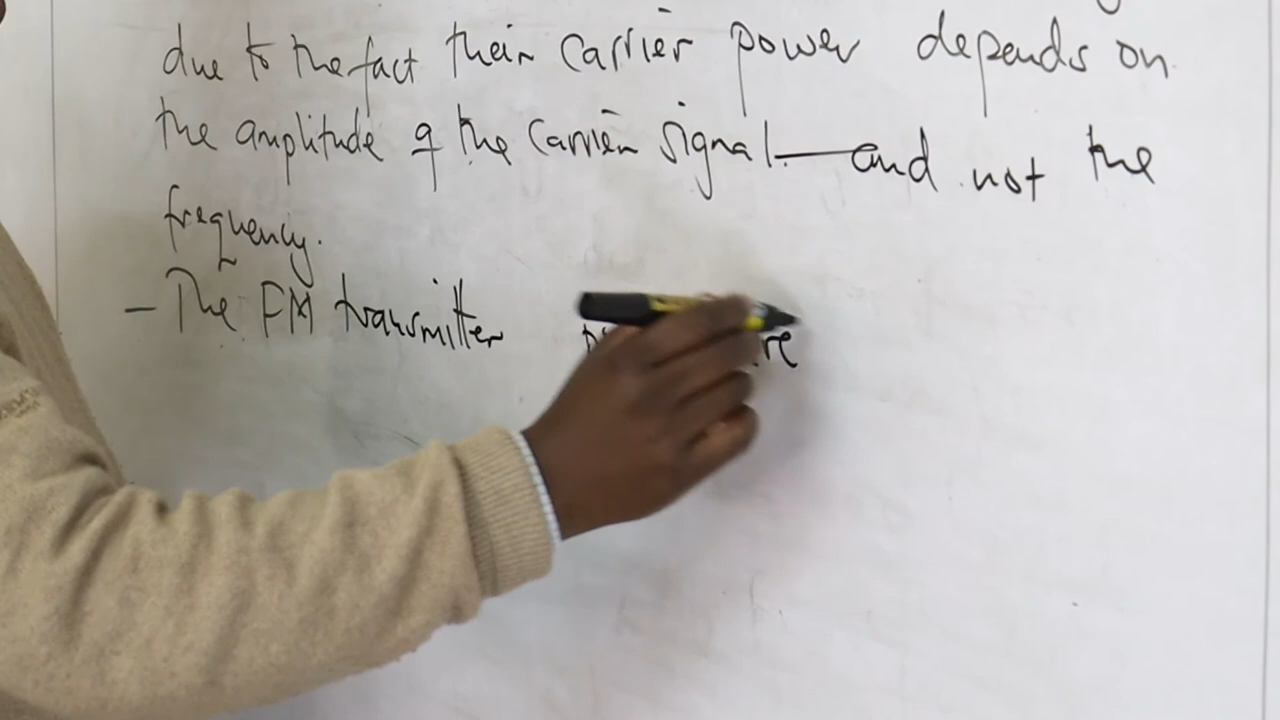 due to the fact their carrier power depends on
the amplitude of the carrier signal — and not the
frequency.
- The FM transmitter